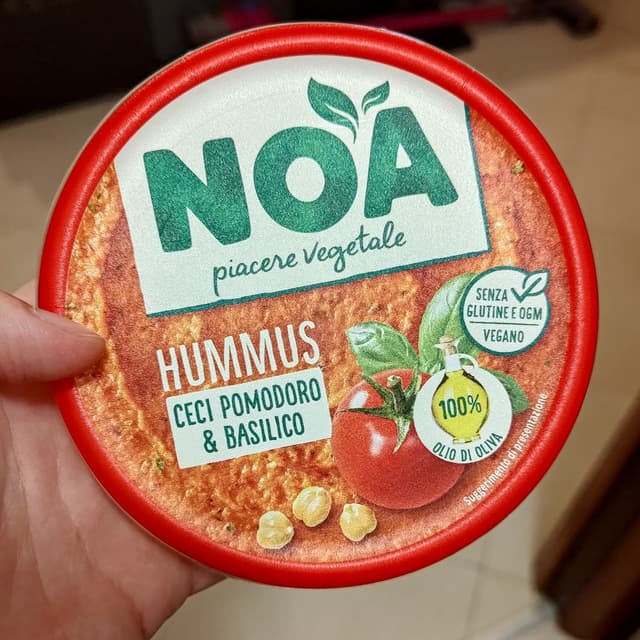 NOA
piacere vegetale
SENZA
GLUTINE E OGM
VEGANO
HUMMUS
CECI POMODORO
& BASILICO
100%
OLIO DI OLIVA
Suggerimento di presentazione